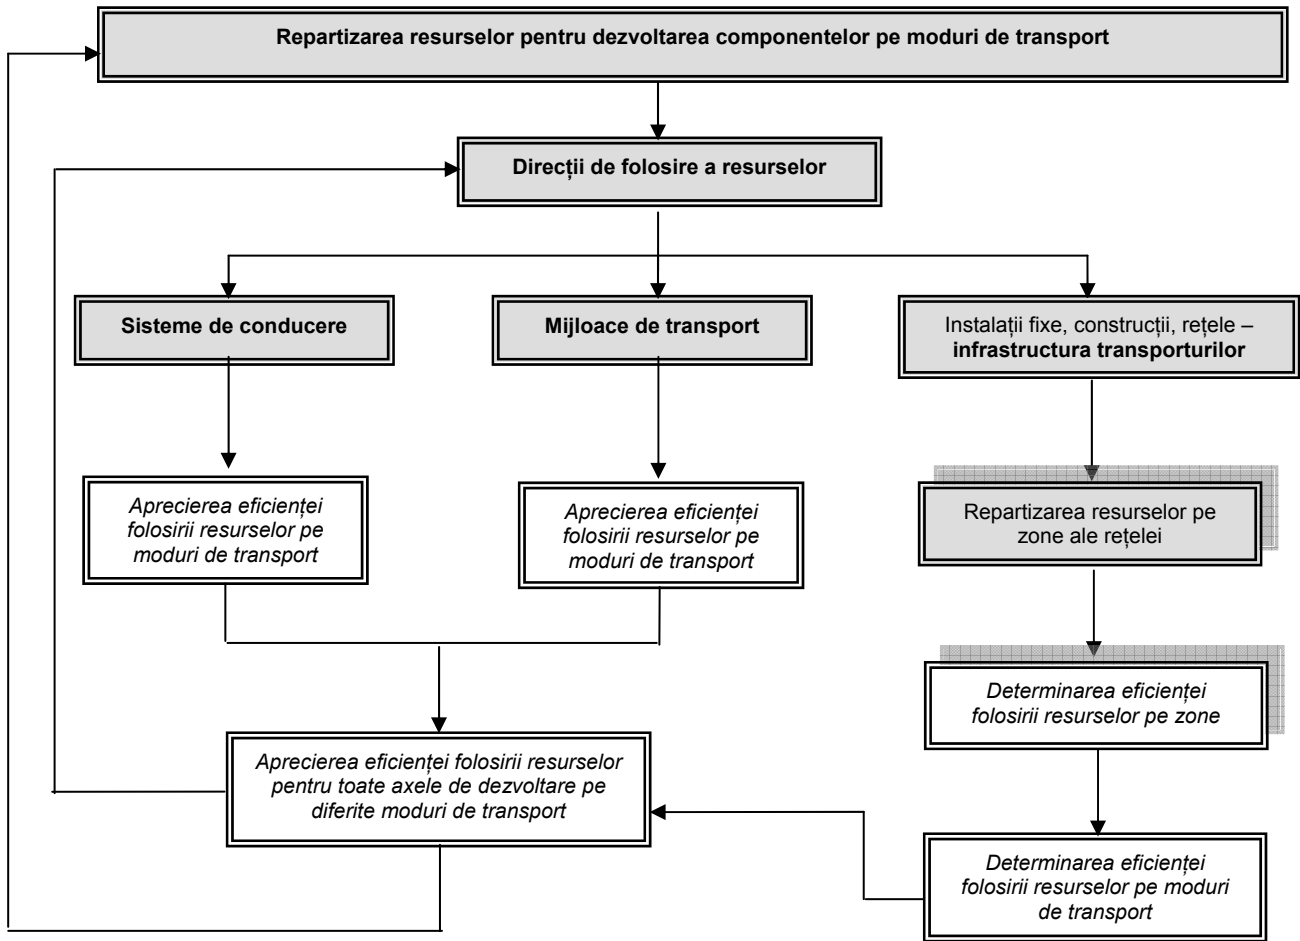 Repartizarea resurselor pentru dezvoltarea componentelor pe moduri de transport
Direcții de folosire a resurselor
Sisteme de conducere
Mijloace de transport
Instalații fixe, construcții, rețele –
infrastructura transporturilor
Aprecierea eficienței
folosirii resurselor pe
moduri de transport
Aprecierea eficienței
folosirii resurselor pe
moduri de transport
Repartizarea resurselor pe
zone ale rețelei
Determinarea eficienței
folosirii resurselor pe zone
Aprecierea eficienței folosirii resurselor
pentru toate axele de dezvoltare pe
diferite moduri de transport
Determinarea eficienței
folosirii resurselor pe moduri
de transport